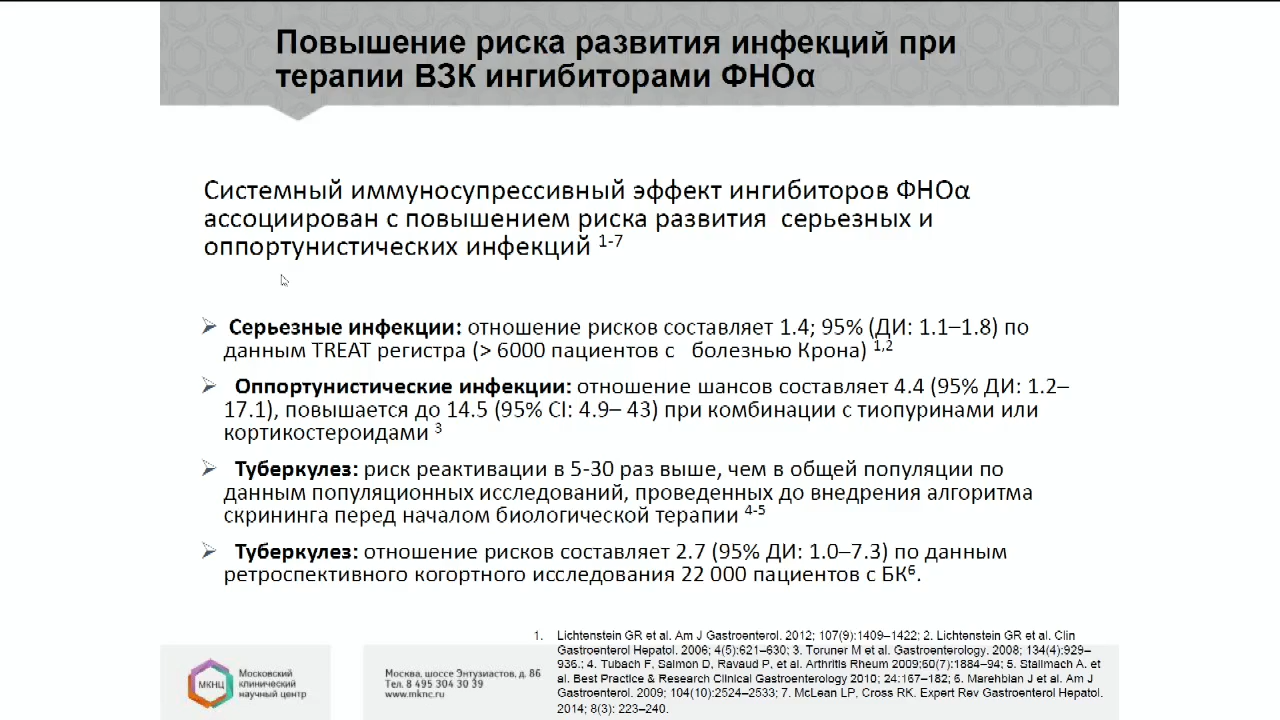 Повышение риска развития инфекций при
терапии ВЗК ингибиторами ФНОα
Системный иммуносупрессивный эффект ингибиторов ФНОα
ассоциирован с повышением риска развития серьезных и
оппортунистических инфекций 1-7
➢ Серьезные инфекции: отношение рисков составляет 1.4; 95% (ДИ: 1.1–1.8) по
данным TREAT регистра (> 6000 пациентов с болезнью Крона) 1,2
➢ Оппортунистические инфекции: отношение шансов составляет 4.4 (95% ДИ: 1.2–
17.1), повышается до 14.5 (95% CI: 4.9– 43) при комбинации с тиопуринами или
кортикостероидами 3
➢ Туберкулез: риск реактивации в 5-30 раз выше, чем в общей популяции по
данным популяционных исследований, проведенных до внедрения алгоритма
скрининга перед началом биологической терапии 4-5
➢ Туберкулез: отношение рисков составляет 2.7 (95% ДИ: 1.0–7.3) по данным
ретроспективного когортного исследования 22 000 пациентов с БК6.
МКНЦ
Московский
клинический
научный центр
Москва, шоссе Энтузиастов, д. 86
Тел. 8 495 304 30 39
www.mknc.ru
1. Lichtenstein GR et al. Am J Gastroenterol. 2012; 107(9):1409–1422; 2. Lichtenstein GR et al. Clin
Gastroenterol Hepatol. 2006; 4(5):621–630; 3. Toruner M et al. Gastroenterology. 2008; 134(4):929–
936.; 4. Tubach F, Salmon D, Ravaud P, et al. Arthritis Rheum 2009;60(7):1884–94; 5. Stallmach A. et
al. Best Practice & Research Clinical Gastroenterology 2010; 24:167–182; 6. Marehbian J et al. Am J
Gastroenterol. 2009; 104(10):2524–2533; 7. McLean LP, Cross RK. Expert Rev Gastroenterol Hepatol.
2014; 8(3): 223–240.